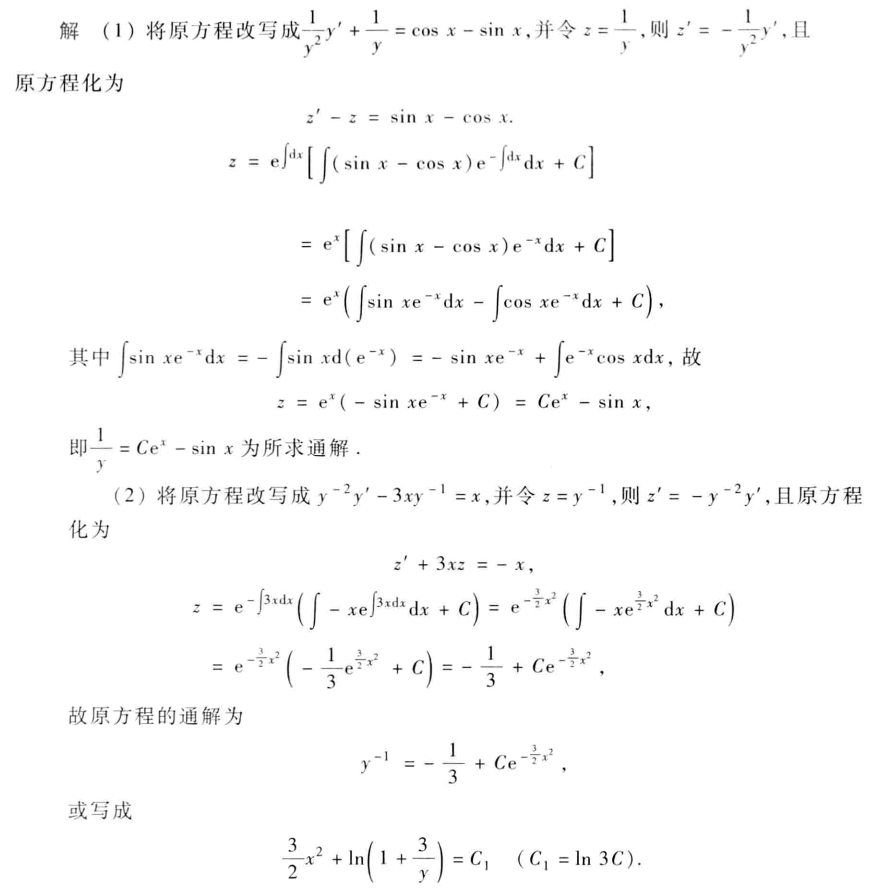 解 (1) 将原方程改写成 $\frac{1}{y^2}y' + \frac{1}{y} = \cos x - \sin x$,并令 $z = \frac{1}{y}$,则 $z' = -\frac{1}{y^2}y'$,且
原方程化为
$z' - z = \sin x - \cos x.$
$z = e^{\int dx}\left[\int (\sin x - \cos x)e^{-\int dx}dx + C\right]$
$= e^x\left[\int (\sin x - \cos x)e^{-x}dx + C\right]$
$= e^x\left(\int \sin xe^{-x}dx - \int \cos xe^{-x}dx + C\right),$
其中 $\int \sin xe^{-x}dx = -\int \sin xd(e^{-x}) = -\sin xe^{-x} + \int e^{-x}\cos xdx$, 故
$z = e^x(-\sin xe^{-x} + C) = Ce^x - \sin x,$
即 $\frac{1}{y} = Ce^x - \sin x$ 为所求通解.
(2) 将原方程改写成 $y^{-2}y' - 3xy^{-1} = x$,并令 $z = y^{-1}$,则 $z' = -y^{-2}y'$,且原方程
化为
$z' + 3xz = -x,$
$z = e^{-\int 3xdx}\left(\int -xe^{\int 3xdx}dx + C\right) = e^{-\frac{3}{2}x^2}\left(\int -xe^{\frac{3}{2}x^2}dx + C\right)$
$= e^{-\frac{3}{2}x^2}\left(-\frac{1}{3}e^{\frac{3}{2}x^2} + C\right) = -\frac{1}{3} + Ce^{-\frac{3}{2}x^2},$
故原方程的通解为
$y^{-1} = -\frac{1}{3} + Ce^{-\frac{3}{2}x^2},$
或写成
$\frac{3}{2}x^2 + \ln\left(1 + \frac{3}{y}\right) = C_1 \quad (C_1 = \ln 3C).$